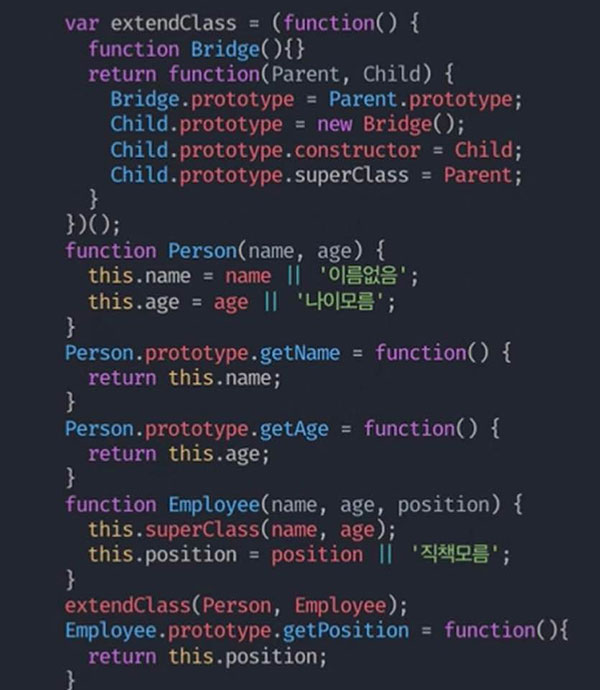 var extendClass = (function() {
  function Bridge(){}
  return function(Parent, Child) {
    Bridge.prototype = Parent.prototype;
    Child.prototype = new Bridge();
    Child.prototype.constructor = Child;
    Child.prototype.superClass = Parent;
  }
})();
function Person(name, age) {
  this.name = name || '이름없음';
  this.age = age || '나이모름';
}
Person.prototype.getName = function() {
  return this.name;
}
Person.prototype.getAge = function() {
  return this.age;
}
function Employee(name, age, position) {
  this.superClass(name, age);
  this.position = position || '직책모름';
}
extendClass(Person, Employee);
Employee.prototype.getPosition = function(){
  return this.position;
}